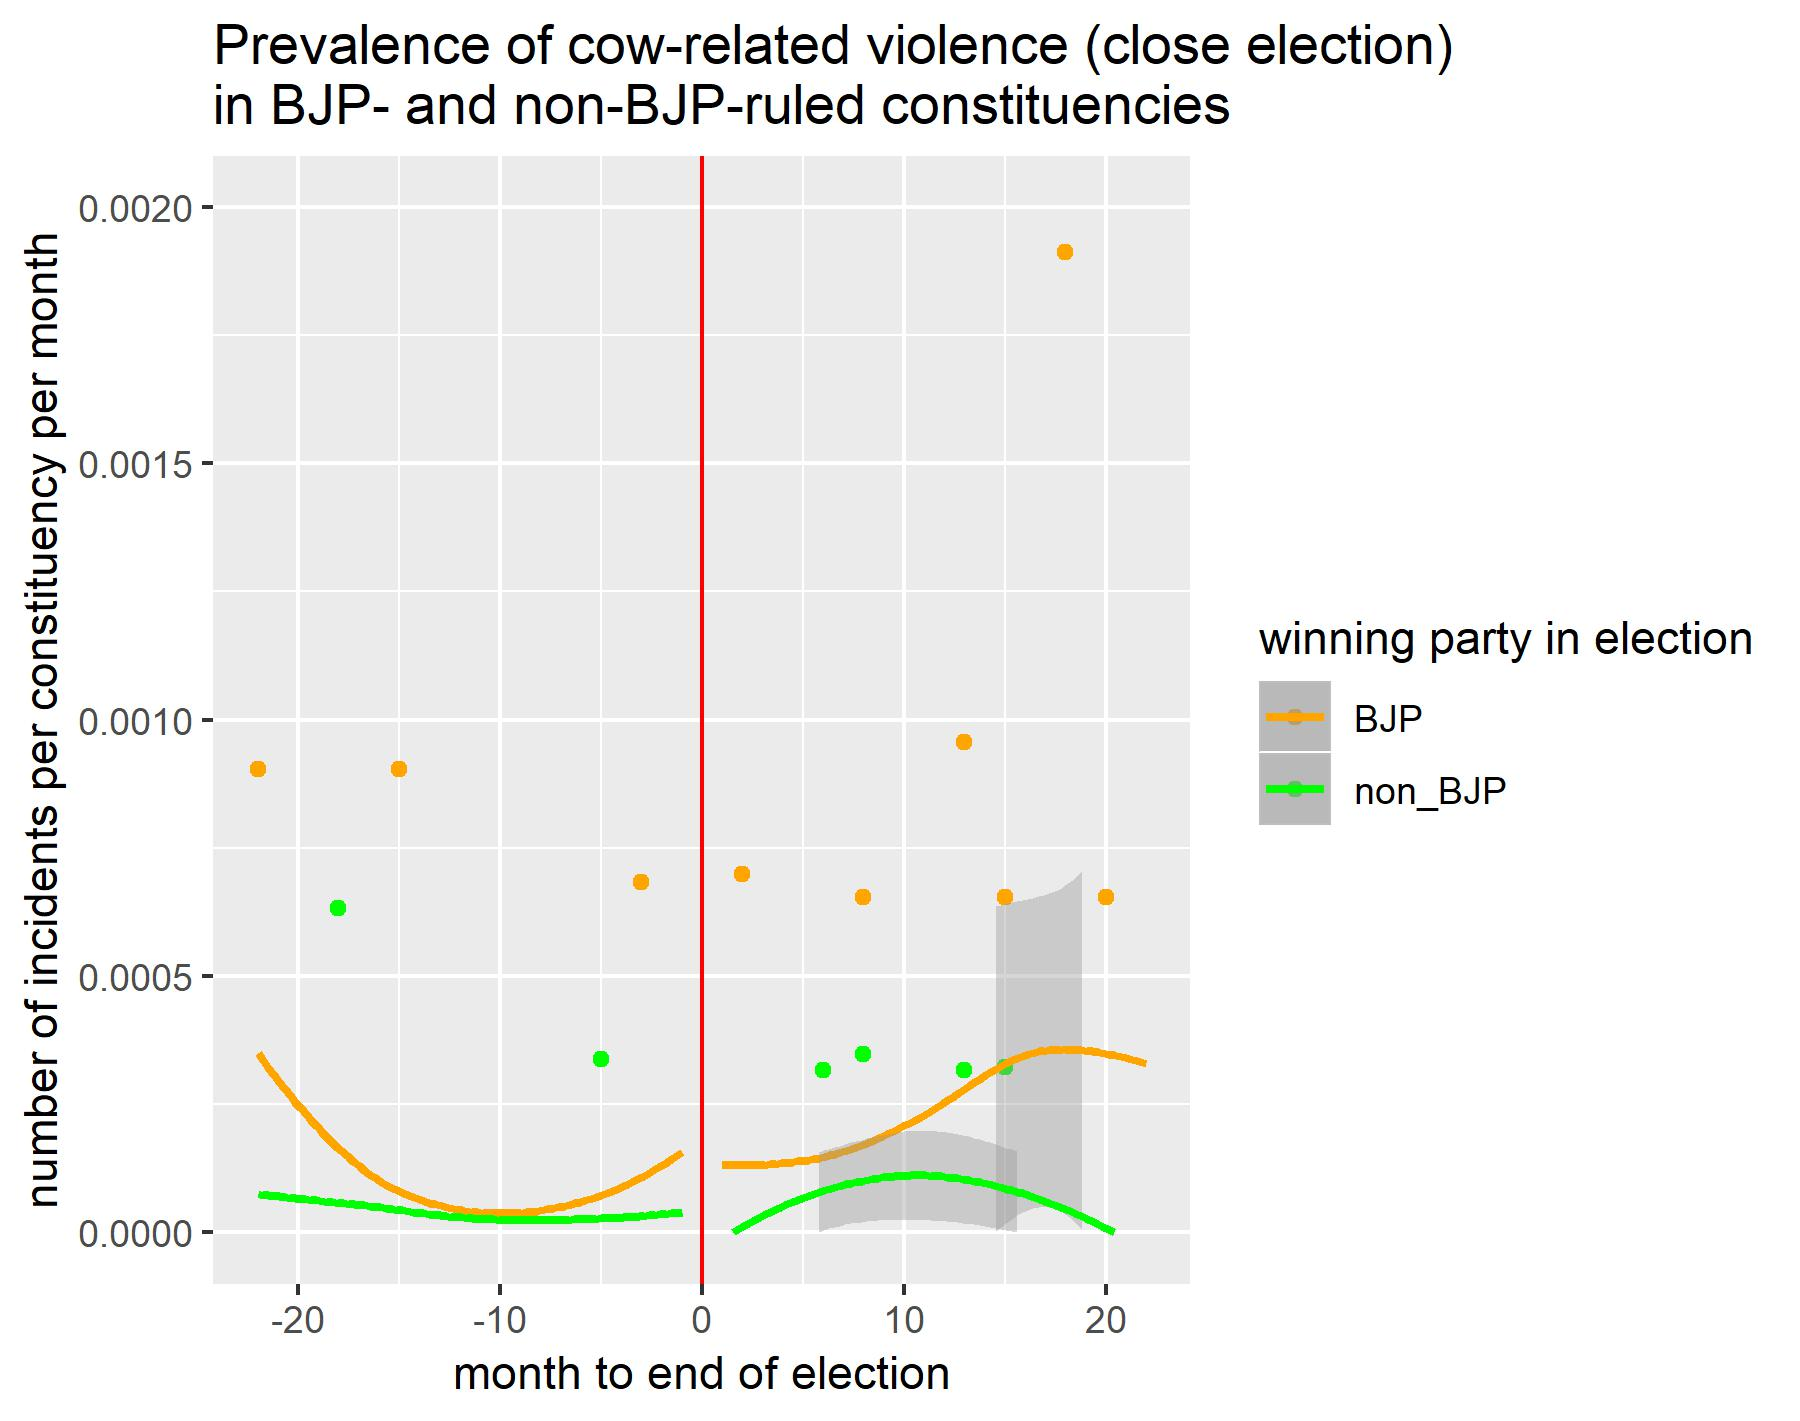 Prevalence of cow-related violence (close election)
in BJP- and non-BJP-ruled constituencies
number of incidents per constituency per month
0.0020
0.0015
0.0010
0.0005
0.0000
-20
-10
0
10
20
month to end of election
winning party in election
BJP
non_BJP